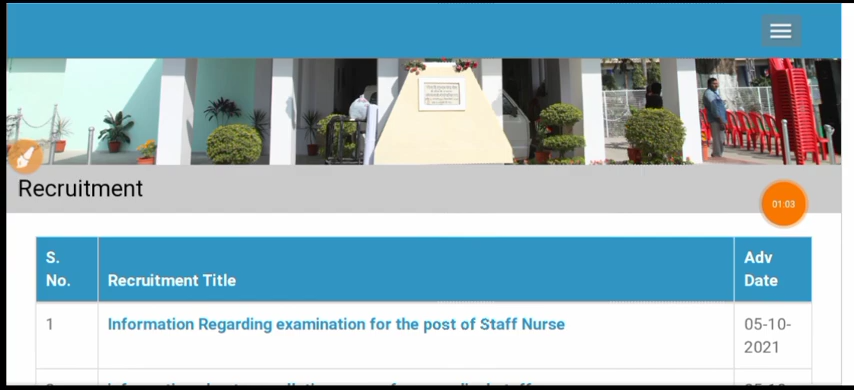 Recruitment
01:03
S.
No.
Recruitment Title
Adv
Date
1
Information Regarding examination for the post of Staff Nurse
05-10-
2021